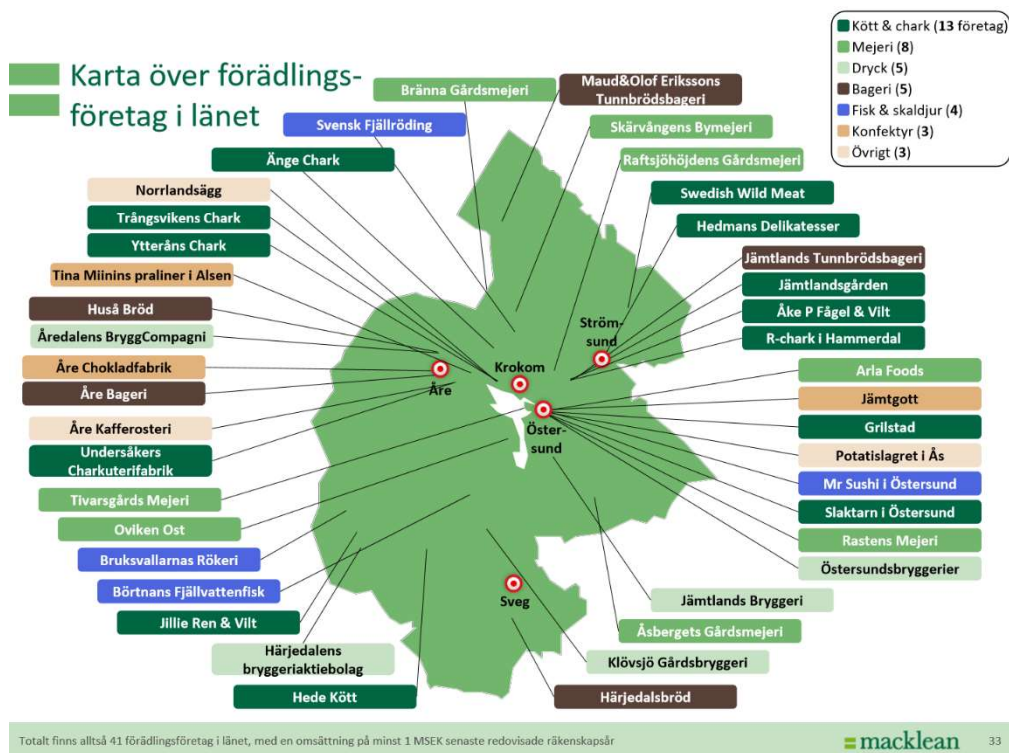 Karta över förädlings-
företag i länet
Kött & chark (13 företag)
Mejeri (8)
Dryck (5)
Bageri (5)
Fisk & skaldjur (4)
Konfektyr (3)
Övrigt (3)
Bränna Gårdsmejeri
Maud&Olof Erikssons
Tunnbrödsbageri
Svensk Fjällröding
Skärvångens Bymejeri
Änge Chark
Raftsjöhöjdens Gårdsmejeri
Norrlandsägg
Swedish Wild Meat
Trångsvikens Chark
Hedmans Delikatesser
Ytteråns Chark
Jämtlands Tunnbrödsbageri
Tina Miinins praliner i Alsen
Jämtlandsgården
Huså Bröd
Åke P Fågel & Vilt
Åredalens BryggCompagni
R-chark i Hammerdal
Ström-
sund
Krokom
Åre
Öster-
sund
Sveg
Åre Chokladfabrik
Arla Foods
Åre Bageri
Jämtgott
Åre Kafferosteri
Grilstad
Undersåkers
Charkuterifabrik
Potatislagret i Ås
Mr Sushi i Östersund
Tivarsgårds Mejeri
Slaktarn i Östersund
Oviken Ost
Rastens Mejeri
Bruksvallarnas Rökeri
Östersundsbryggerier
Börtnans Fjällvattenfisk
Jämtlands Bryggeri
Jillie Ren & Vilt
Åsbergets Gårdsmejeri
Härjedalens
bryggeriaktiebolag
Klövsjö Gårdsbryggeri
Hede Kött
Härjedalsbröd
Totalt finns alltså 41 förädlingsföretag i länet, med en omsättning på minst 1 MSEK senaste redovisade räkenskapsår
macklean
33